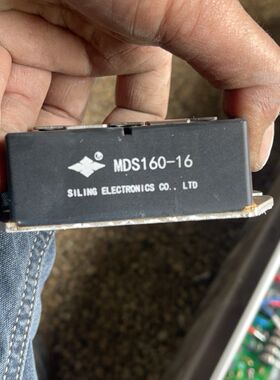 ® MDS160-16
SILING ELECTRONICS CO., LTD